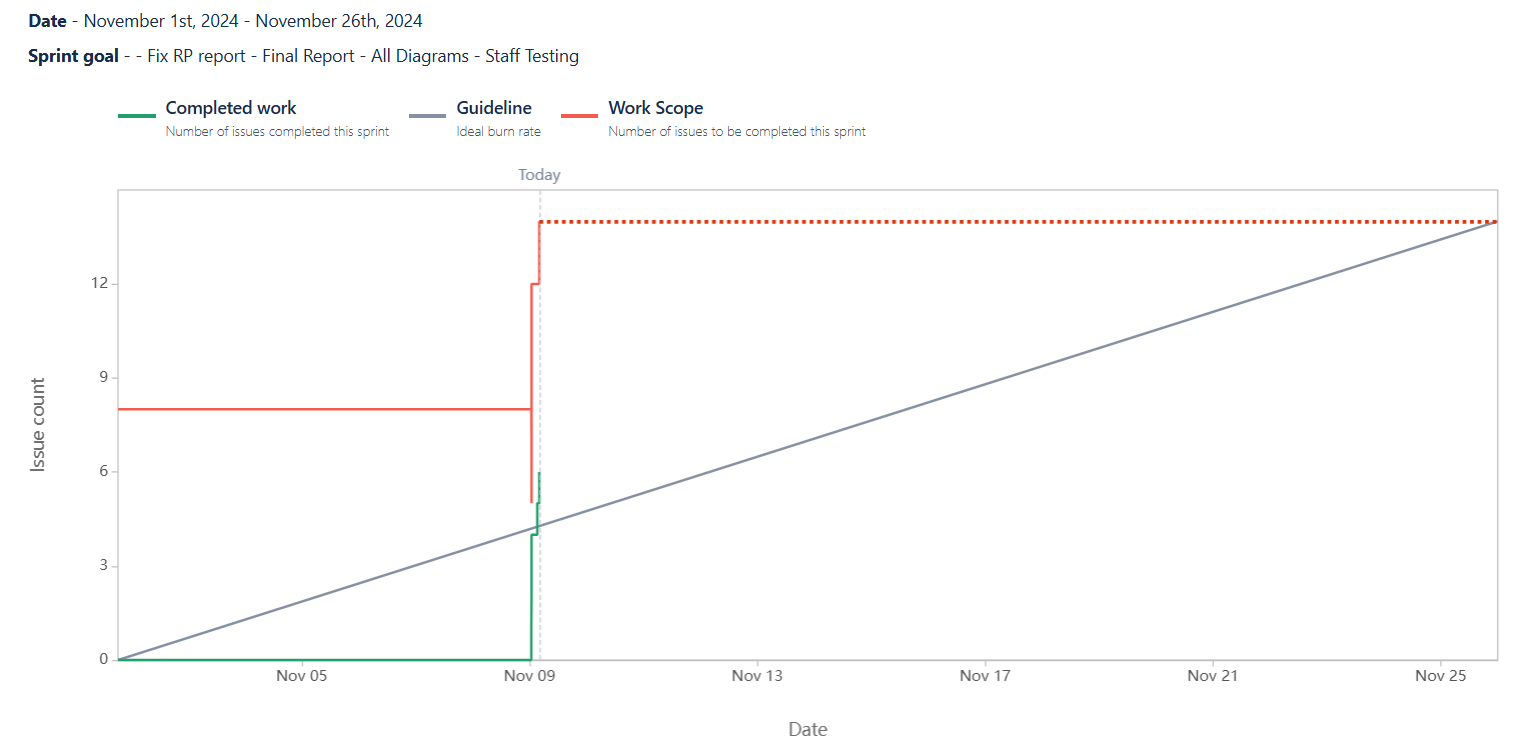 Date - November 1st, 2024 - November 26th, 2024
Sprint goal - - Fix RP report - Final Report - All Diagrams - Staff Testing
Completed work
Number of issues completed this sprint
Guideline
Ideal burn rate
Work Scope
Number of issues to be completed this sprint
Today
12
9
6
3
0
Issue count
Nov 05
Nov 09
Nov 13
Nov 17
Nov 21
Nov 25
Date